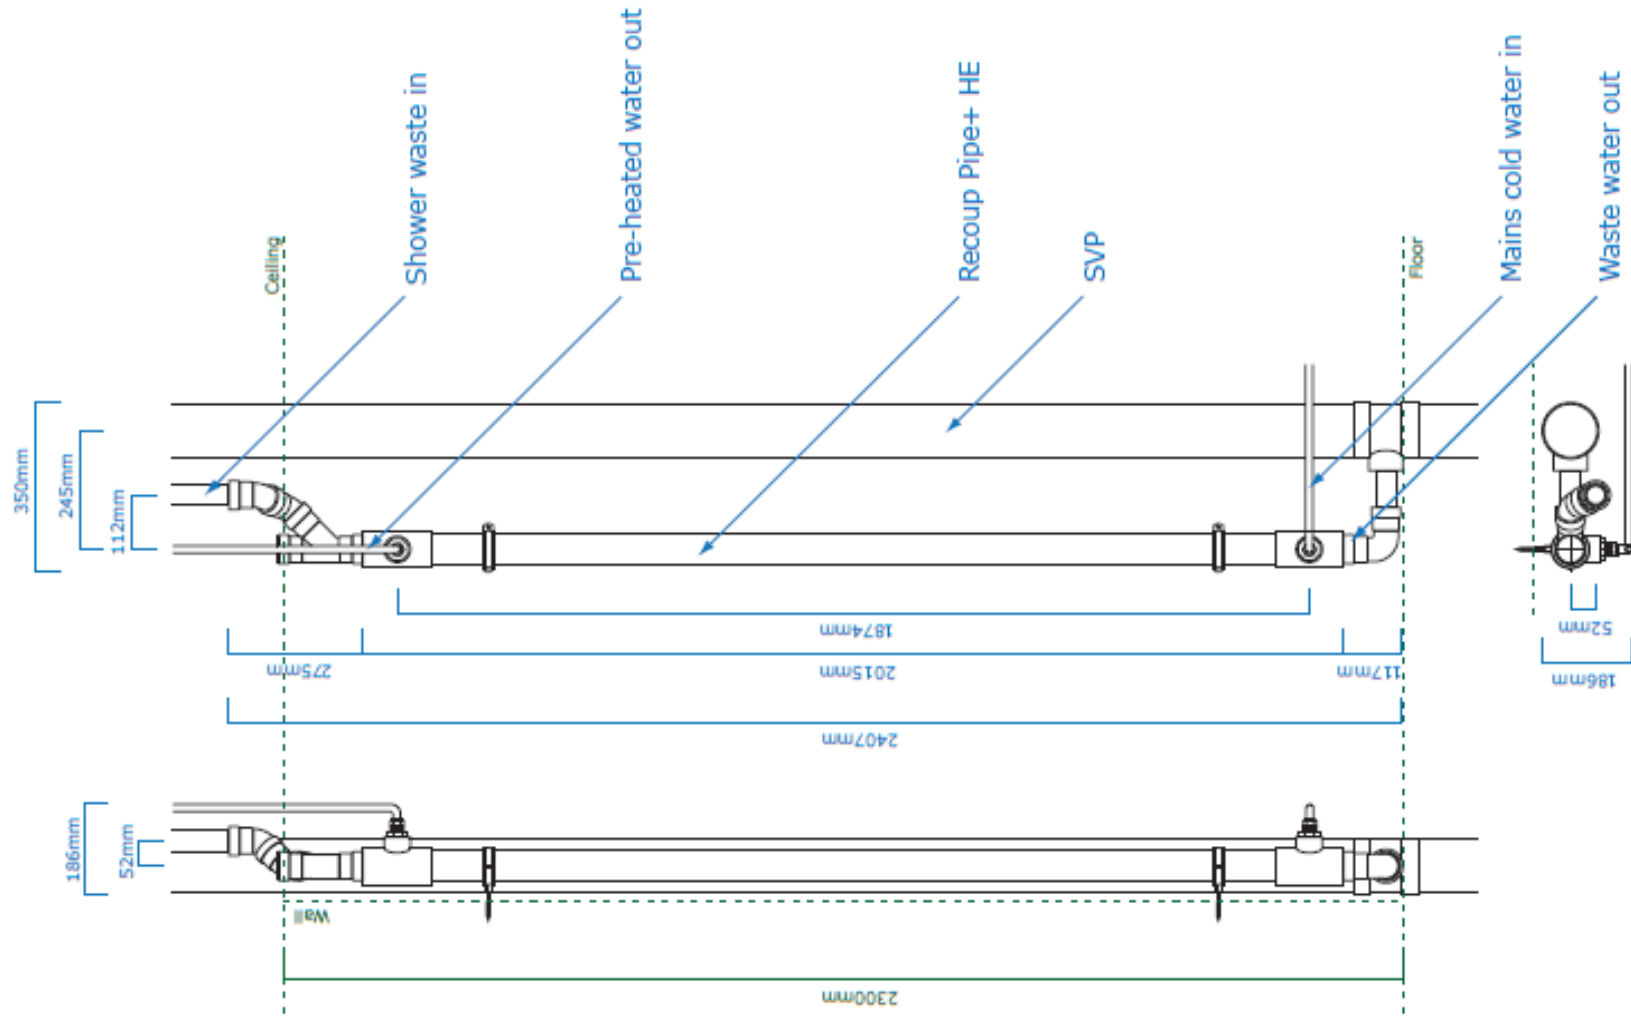 Shower waste in
Pre-heated water out
Recoup Pipe+ HE
SVP
Mains cold water in
Waste water out
Ceiling
Floor
350mm
245mm
112mm
1874mm
275mm
2015mm
117mm
2407mm
52mm
186mm
186mm
52mm
Wall
2300mm